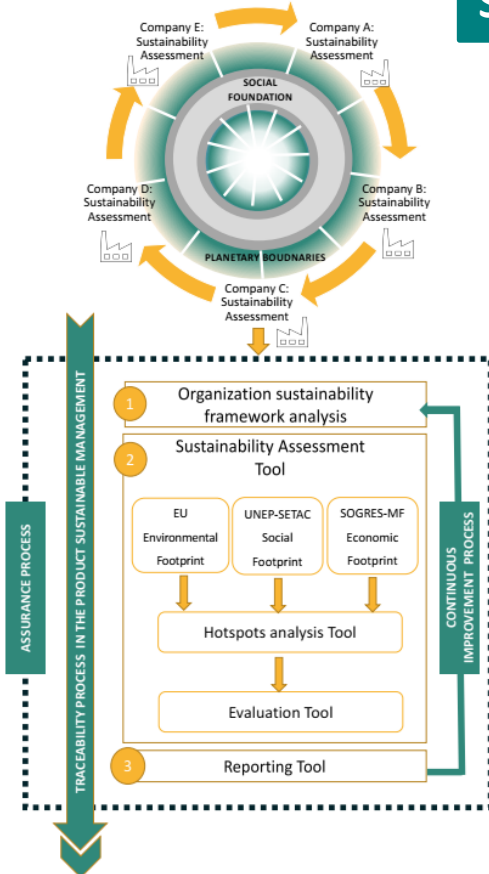 Company E:
Sustainability
Assessment
Company A:
Sustainability
Assessment
SOCIAL
FOUNDATION
Company D:
Sustainability
Assessment
Company B:
Sustainability
Assessment
PLANETARY BOUDNARIES
Company C:
Sustainability
Assessment
1
Organization sustainability
framework analysis
2
Sustainability Assessment
Tool
EU
Environmental
Footprint
UNEP-SETAC
Social
Footprint
SOGRES-MF
Economic
Footprint
Hotspots analysis Tool
Evaluation Tool
3
Reporting Tool
ASSURANCE PROCESS
TRACEABILITY PROCESS IN THE PRODUCT SUSTAINABLE MANAGEMENT
CONTINUOUS
IMPROVEMENT PROCESS